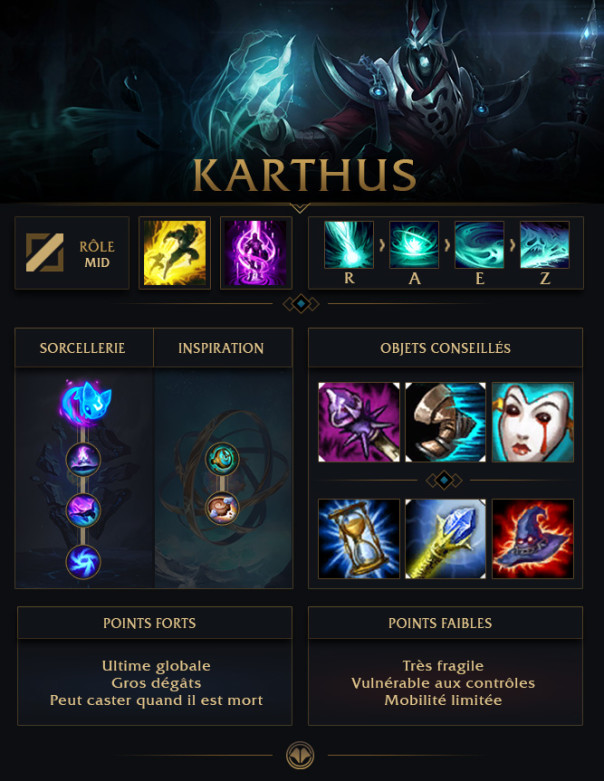 KARTHUS
RÔLE
MID
R
A
E
Z
SORCELLERIE
INSPIRATION
OBJETS CONSEILLÉS
POINTS FORTS
Ultime globale
Gros dégâts
Peut caster quand il est mort
POINTS FAIBLES
Très fragile
Vulnérable aux contrôles
Mobilité limitée